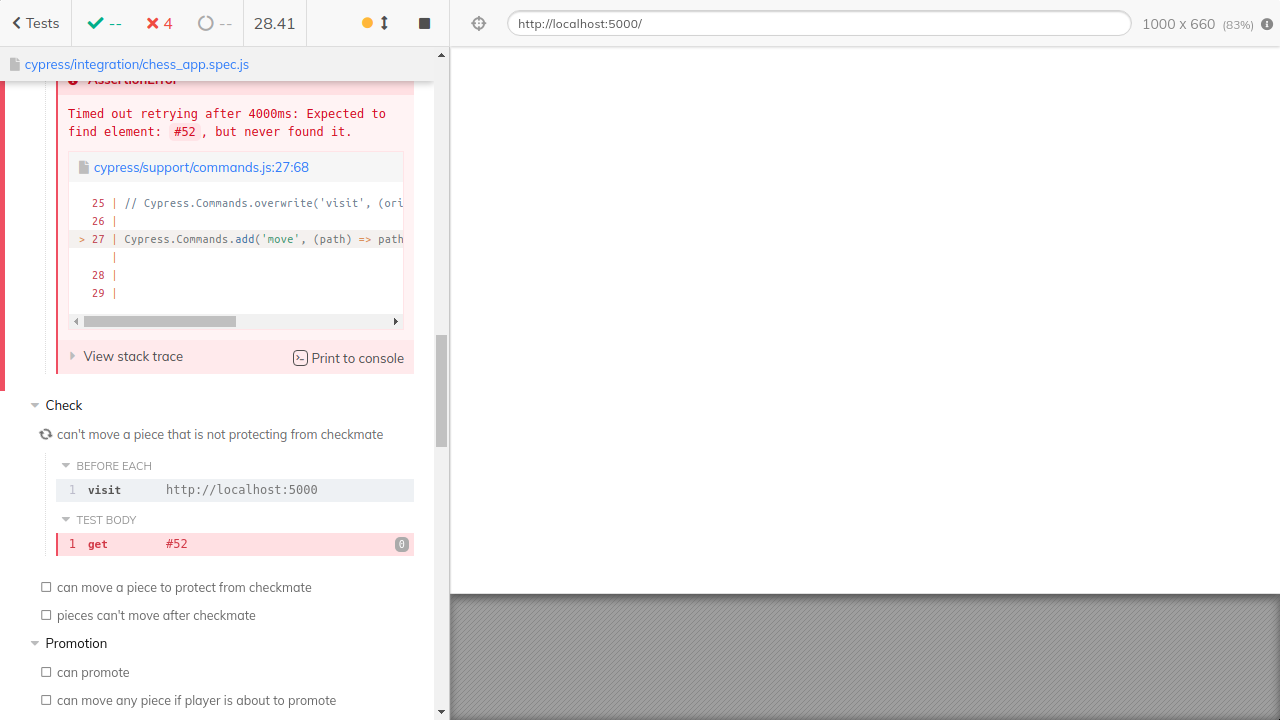 Tests
--
4
--
28.41
http://localhost:5000/
1000 x 660 (83%)
cypress/integration/chess_app.spec.js
AssertionError
Timed out retrying after 4000ms: Expected to
find element: #52, but never found it.
cypress/support/commands.js:27:68
25 | // Cypress.Commands.overwrite('visit', (ori
26 |
> 27 | Cypress.Commands.add('move', (path) => path
|
28 |
29 |
View stack trace
Print to console
Check
can't move a piece that is not protecting from checkmate
BEFORE EACH
1 visit http://localhost:5000
TEST BODY
1 get #52 0
can move a piece to protect from checkmate
pieces can't move after checkmate
Promotion
can promote
can move any piece if player is about to promote